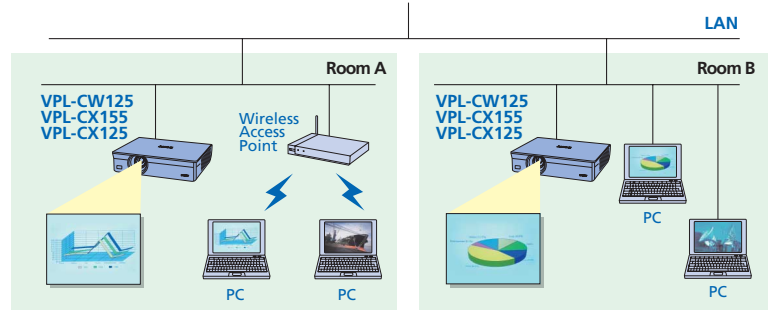 LAN
Room A
VPL-CW125
VPL-CX155
VPL-CX125
Wireless
Access
Point
PC
PC
Room B
VPL-CW125
VPL-CX155
VPL-CX125
PC
PC